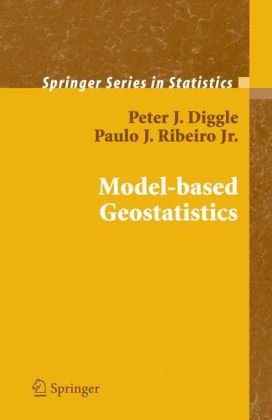 Springer Series in Statistics
Peter J. Diggle
Paulo J. Ribeiro Jr.
Model-based
Geostatistics
Springer